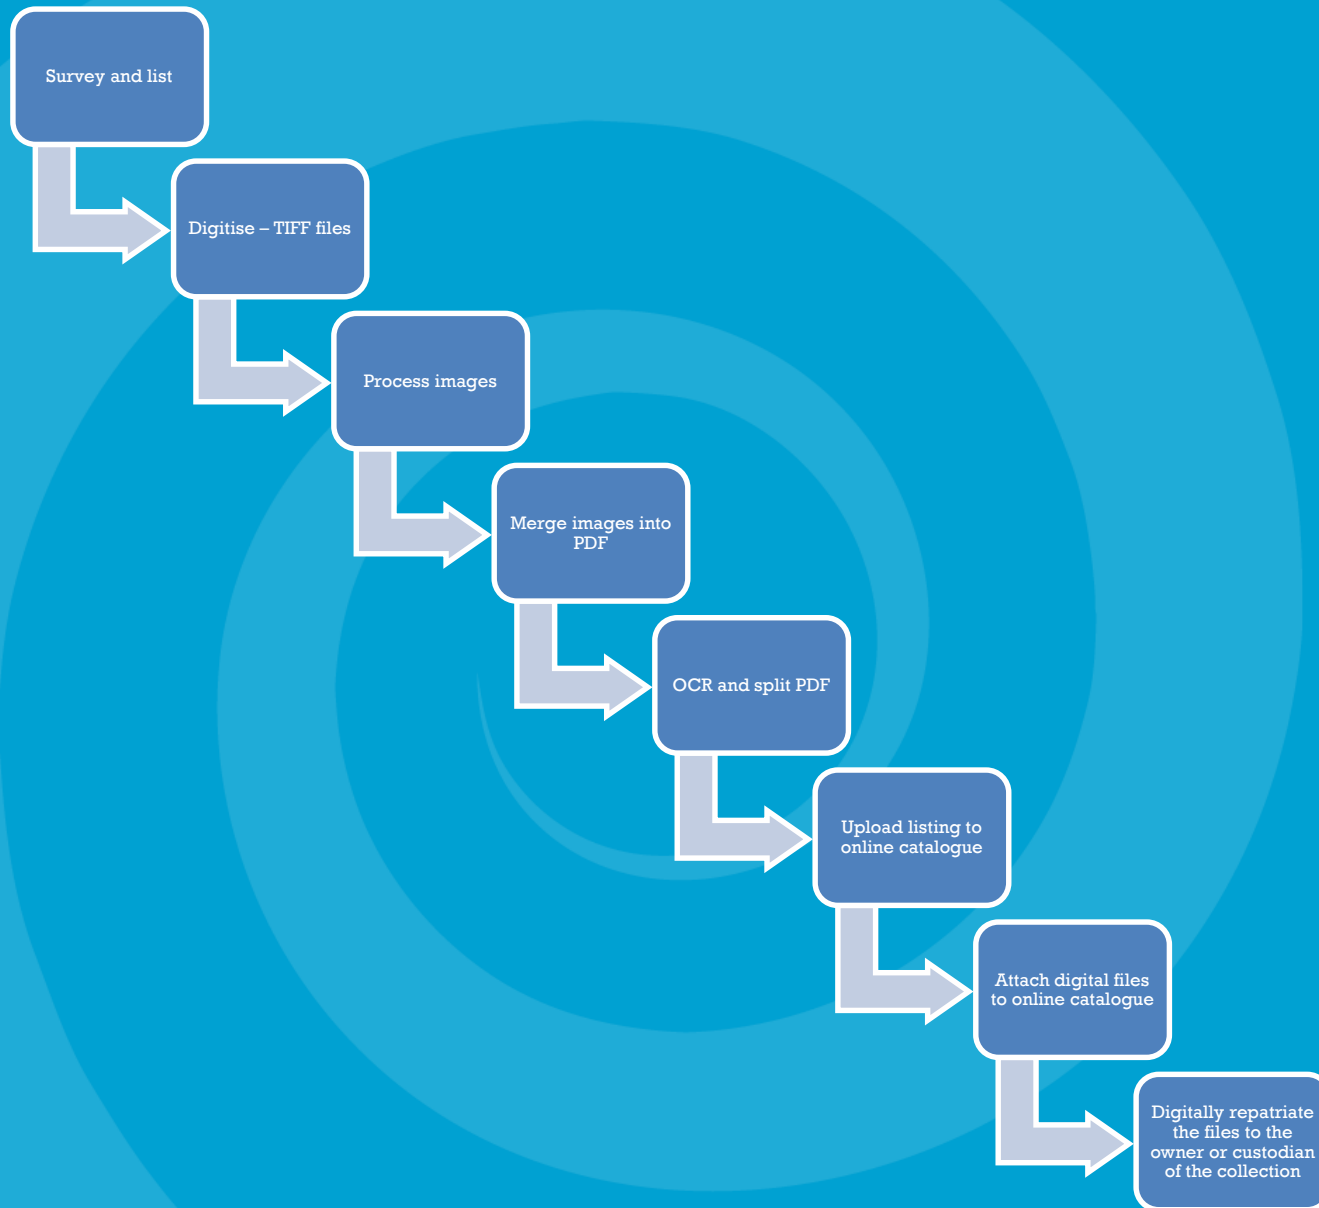 Survey and list
Digitise – TIFF files
Process images
Merge images into
PDF
OCR and split PDF
Upload listing to
online catalogue
Attach digital files
to online catalogue
Digitally repatriate
the files to the
owner or custodian
of the collection